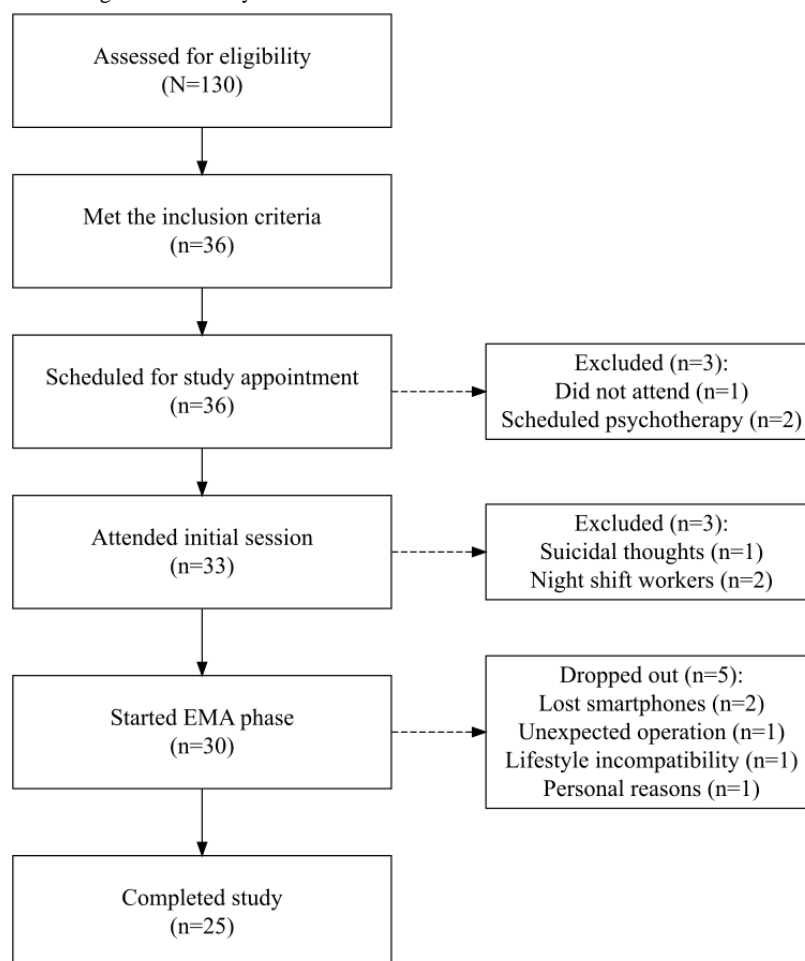 Assessed for eligibility
(N=130)
Met the inclusion criteria
(n=36)
Scheduled for study appointment
(n=36)
Excluded (n=3):
Did not attend (n=1)
Scheduled psychotherapy (n=2)
Attended initial session
(n=33)
Excluded (n=3):
Suicidal thoughts (n=1)
Night shift workers (n=2)
Started EMA phase
(n=30)
Dropped out (n=5):
Lost smartphones (n=2)
Unexpected operation (n=1)
Lifestyle incompatibility (n=1)
Personal reasons (n=1)
Completed study
(n=25)